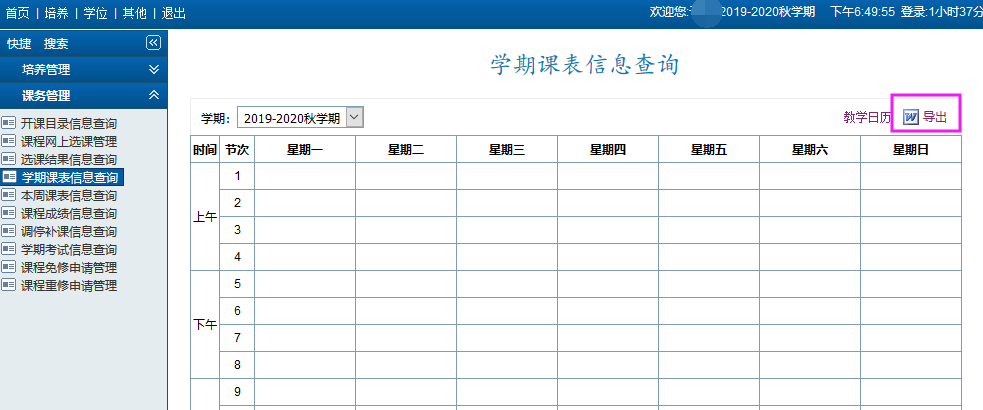 首页 | 培养 | 学位 | 其他 | 退出
欢迎您: 2019-2020秋学期 下午6:49:55 登录:1小时37分
快捷 搜索
培养管理
课务管理
开课目录信息查询
课程网上选课管理
选课结果信息查询
学期课表信息查询
本周课表信息查询
课程成绩信息查询
调停补课信息查询
学期考试信息查询
课程免修申请管理
课程重修申请管理
学期课表信息查询
学期: 2019-2020秋学期 教学日历 导出
时间 节次 星期一 星期二 星期三 星期四 星期五 星期六 星期日
上午
1
2
3
4
下午
5
6
7
8
9